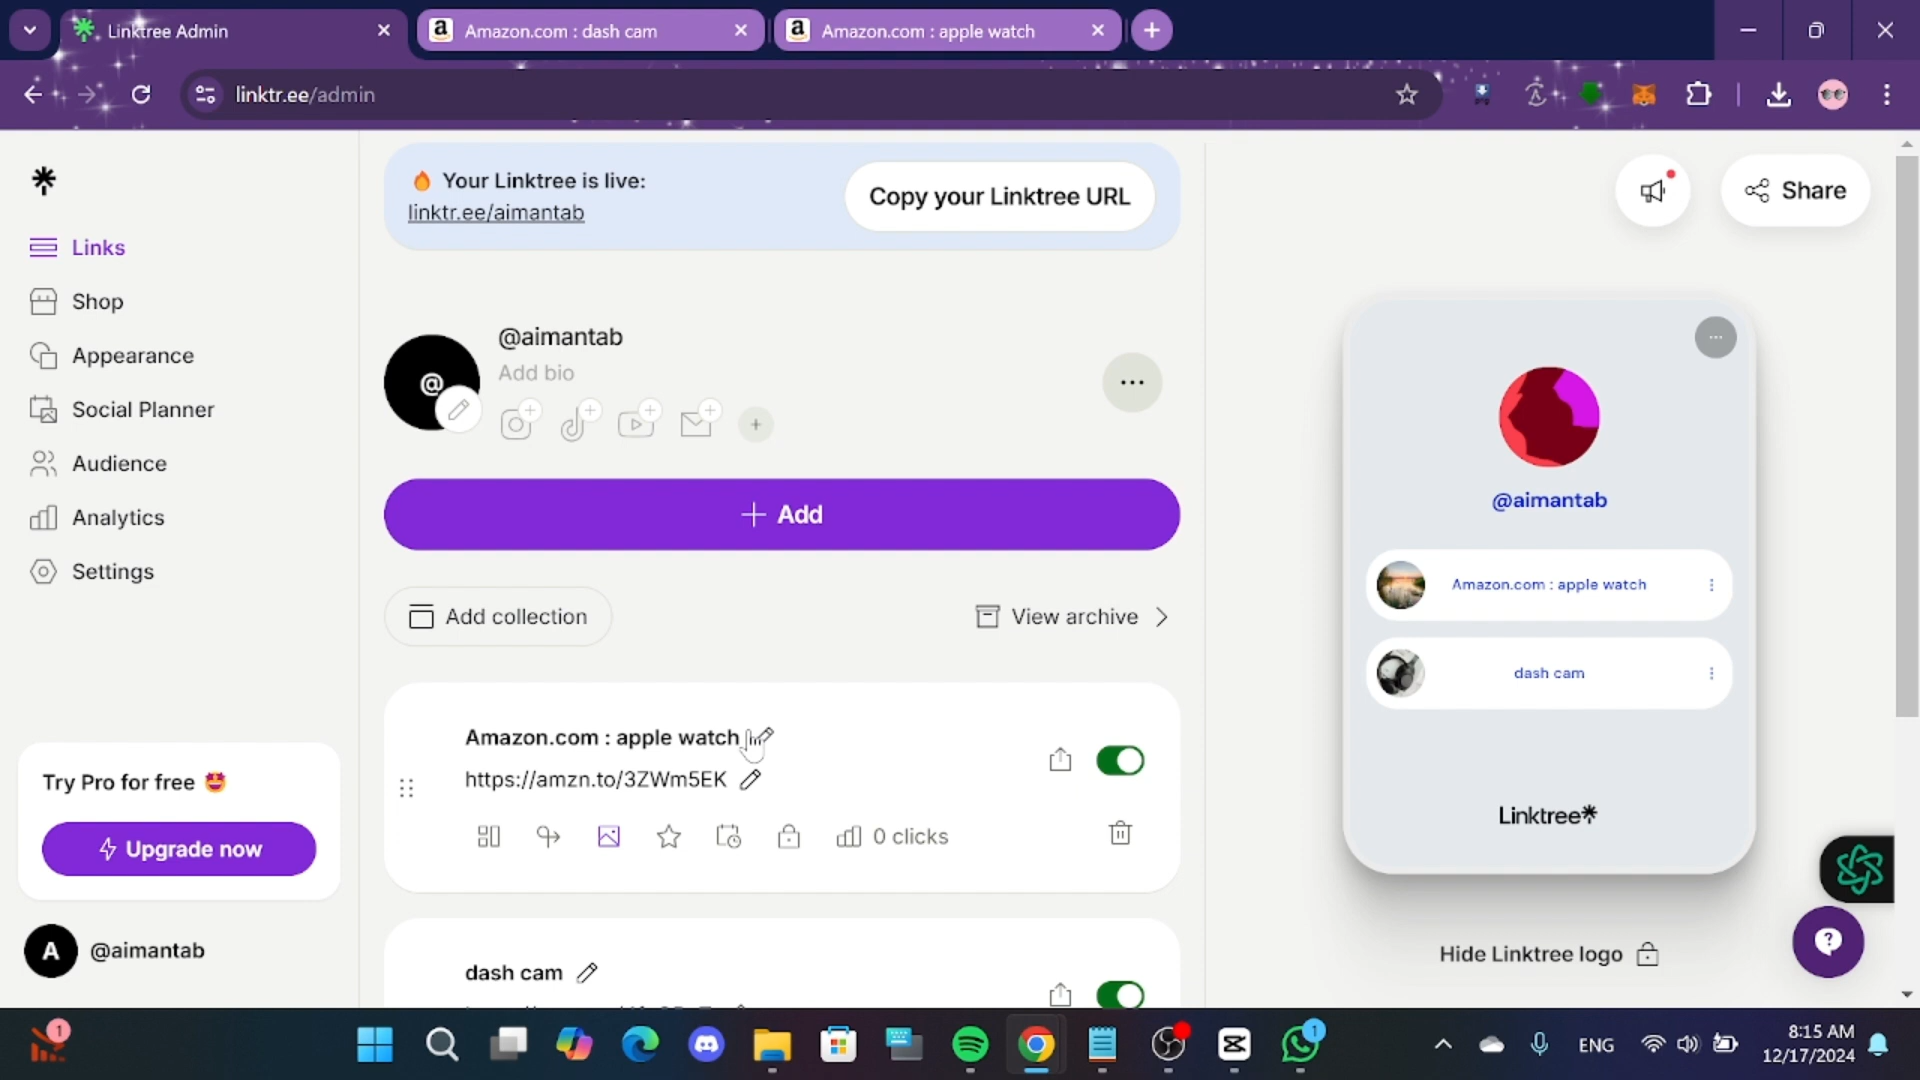 Linktree Admin
Amazon.com : dash cam
Amazon.com : apple watch
linktr.ee/admin
🔥 Your Linktree is live:
linktr.ee/aimantab
Copy your Linktree URL
Share
Links
Shop
Appearance
Social Planner
Audience
Analytics
Settings
@
@aimantab
Add bio
+ Add
Add collection
View archive
Amazon.com : apple watch
https://amzn.to/3ZWm5EK
0 clicks
dash cam
@aimantab
Amazon.com : apple watch
dash cam
Linktree
Hide Linktree logo
Try Pro for free 🤩
Upgrade now
A
@aimantab
1
1
ENG
8:15 AM
12/17/2024